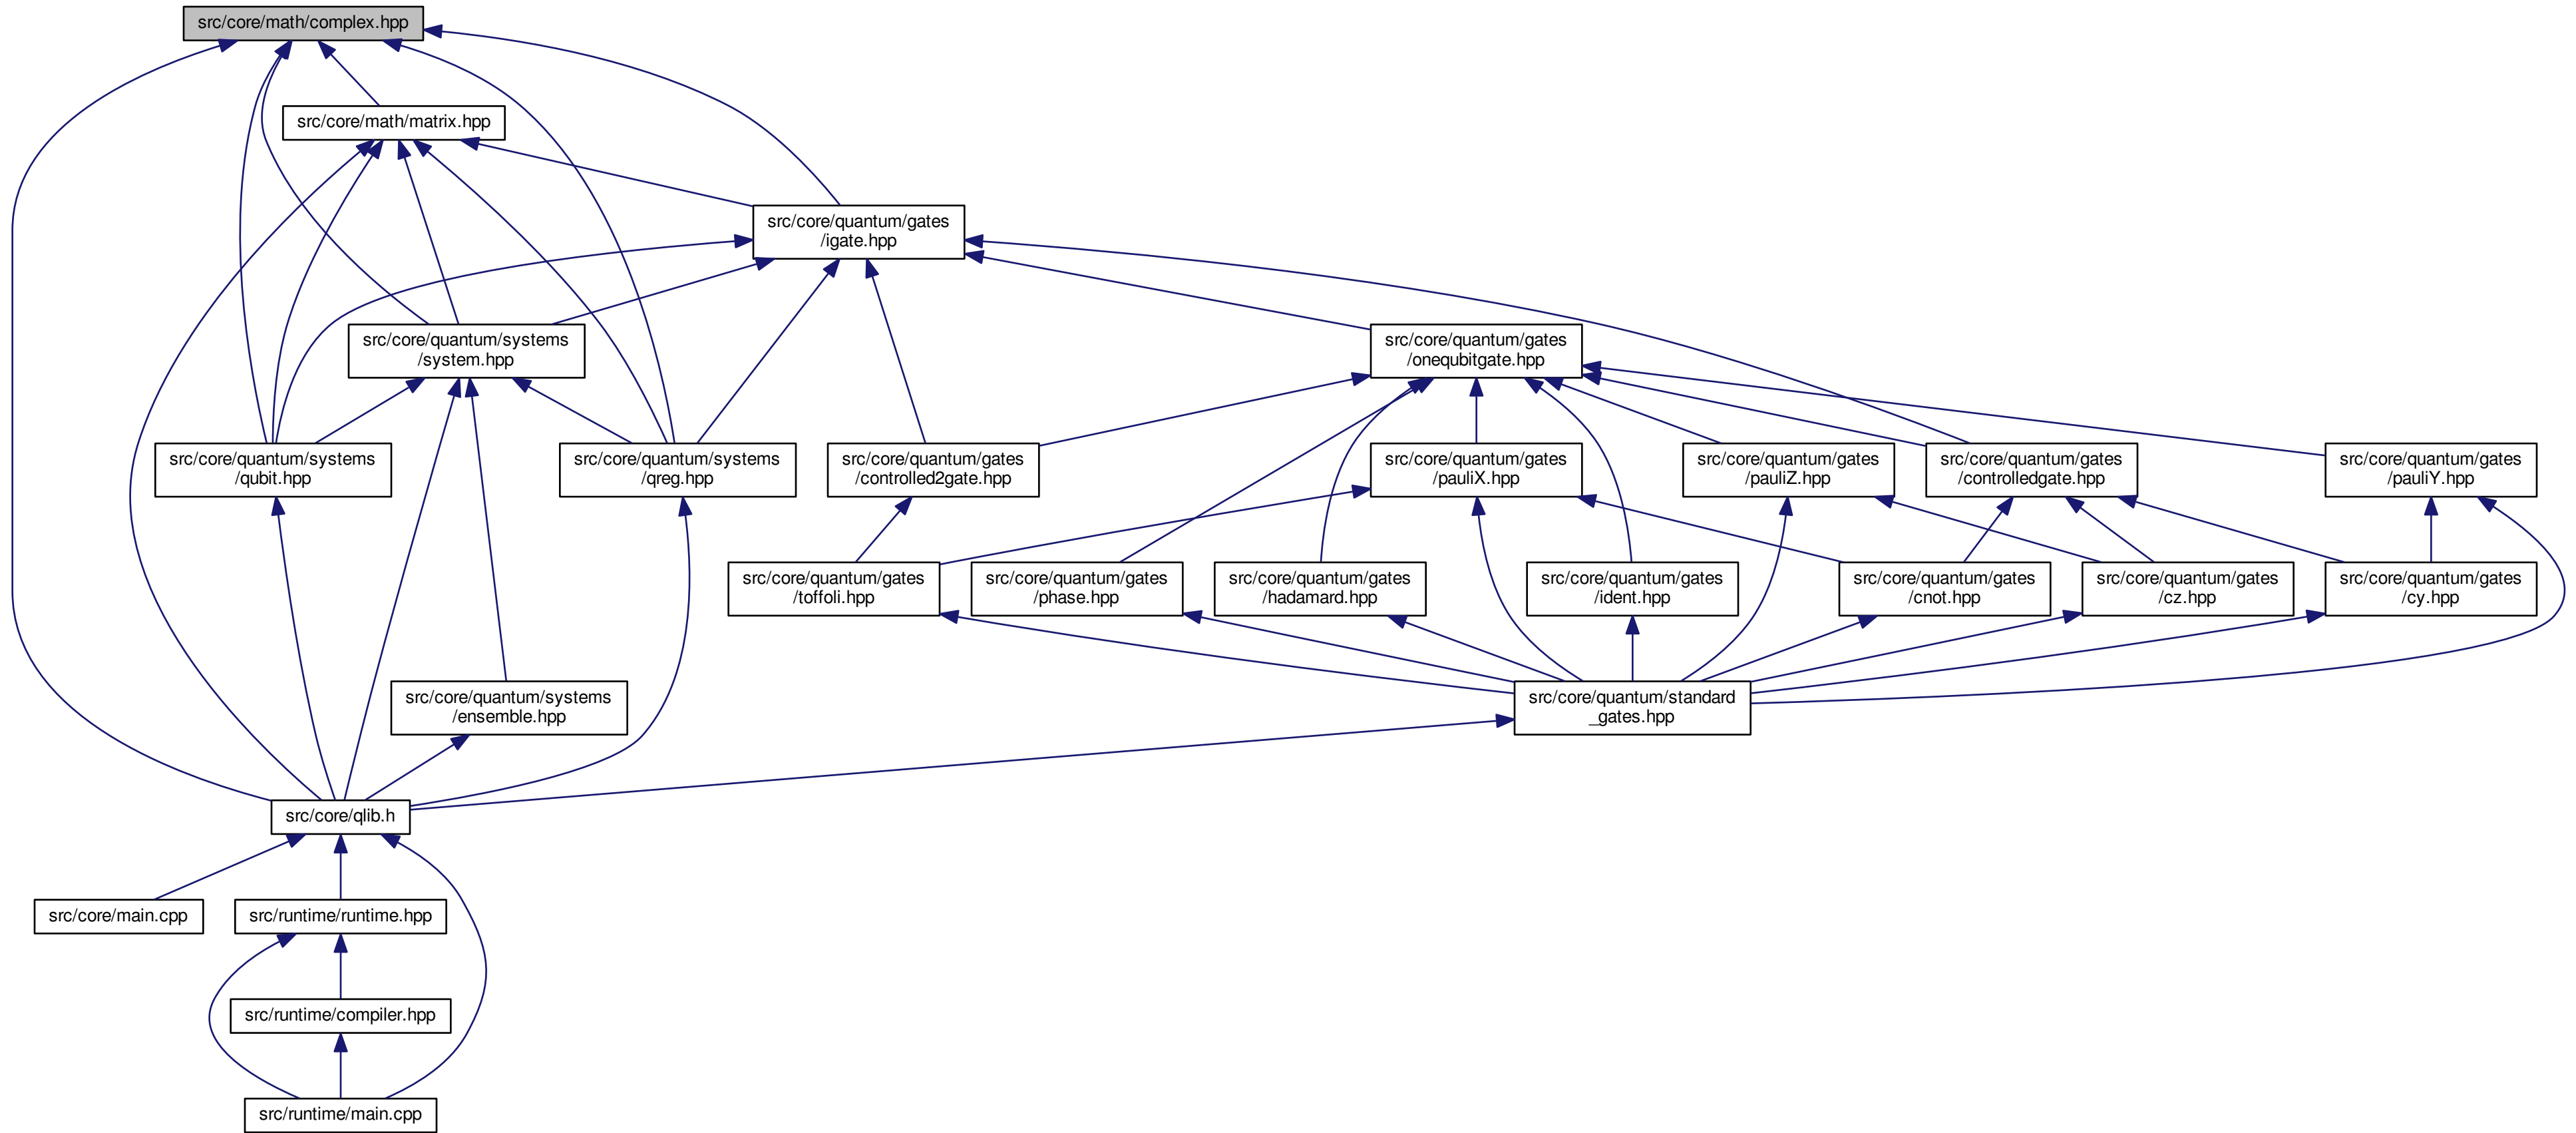 src/core/math/complex.hpp
src/core/math/matrix.hpp
src/core/quantum/gates
/igate.hpp
src/core/quantum/systems
/system.hpp
src/core/quantum/gates
/onequbitgate.hpp
src/core/quantum/systems
/qubit.hpp
src/core/quantum/systems
/qreg.hpp
src/core/quantum/gates
/controlled2gate.hpp
src/core/quantum/gates
/pauliX.hpp
src/core/quantum/gates
/pauliZ.hpp
src/core/quantum/gates
/controlledgate.hpp
src/core/quantum/gates
/pauliY.hpp
src/core/quantum/gates
/toffoli.hpp
src/core/quantum/gates
/phase.hpp
src/core/quantum/gates
/hadamard.hpp
src/core/quantum/gates
/ident.hpp
src/core/quantum/gates
/cnot.hpp
src/core/quantum/gates
/cz.hpp
src/core/quantum/gates
/cy.hpp
src/core/quantum/systems
/ensemble.hpp
src/core/quantum/standard
_gates.hpp
src/core/qlib.h
src/core/main.cpp
src/runtime/runtime.hpp
src/runtime/compiler.hpp
src/runtime/main.cpp